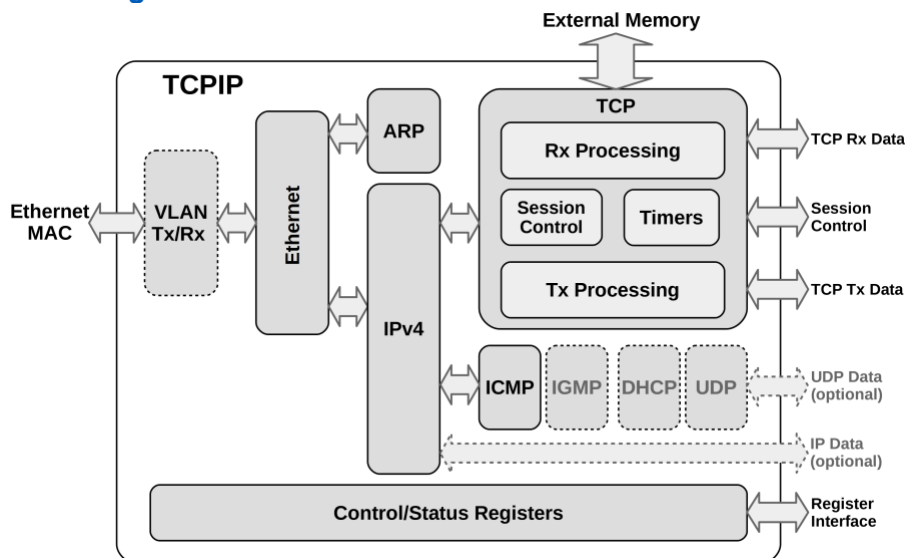 External Memory
TCPIP
TCP
ARP
Rx Processing
TCP Rx Data
Ethernet
MAC
VLAN
Tx/Rx
Ethernet
Session
Control
Timers
Session
Control
Tx Processing
TCP Tx Data
IPv4
ICMP
IGMP
DHCP
UDP
UDP Data
(optional)
IP Data
(optional)
Control/Status Registers
Register
Interface